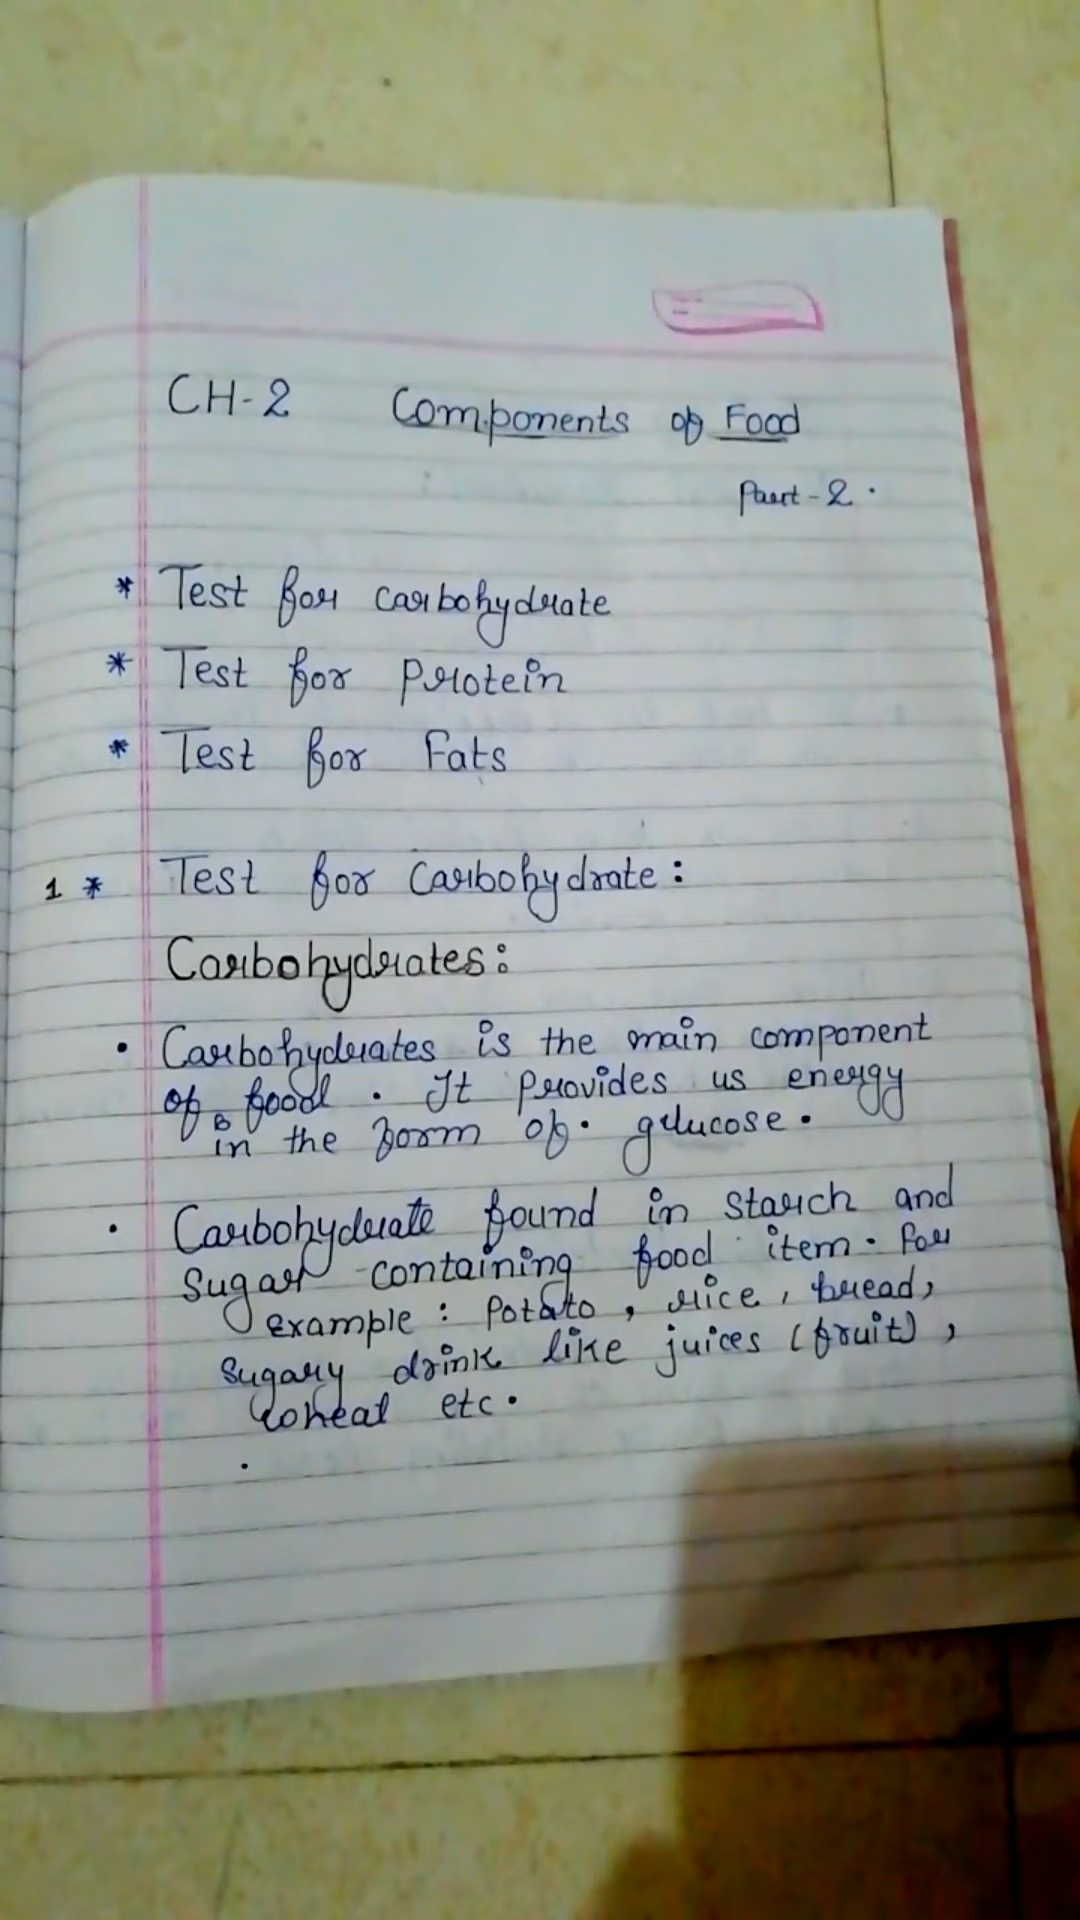 CH-2 Components of Food
Part-2.
* Test for carbohydrate
* Test for Protein
* Test for Fats
1 * Test for Carbohydrate:
Carbohydrates:
• Carbohydrates is the main component
of food. It provides us energy
in the form of. glucose.
• Carbohydrate found in starch and
Sugar containing food item. For
example: Potato, rice, bread,
Sugary drink like juices (fruit),
wheat etc.